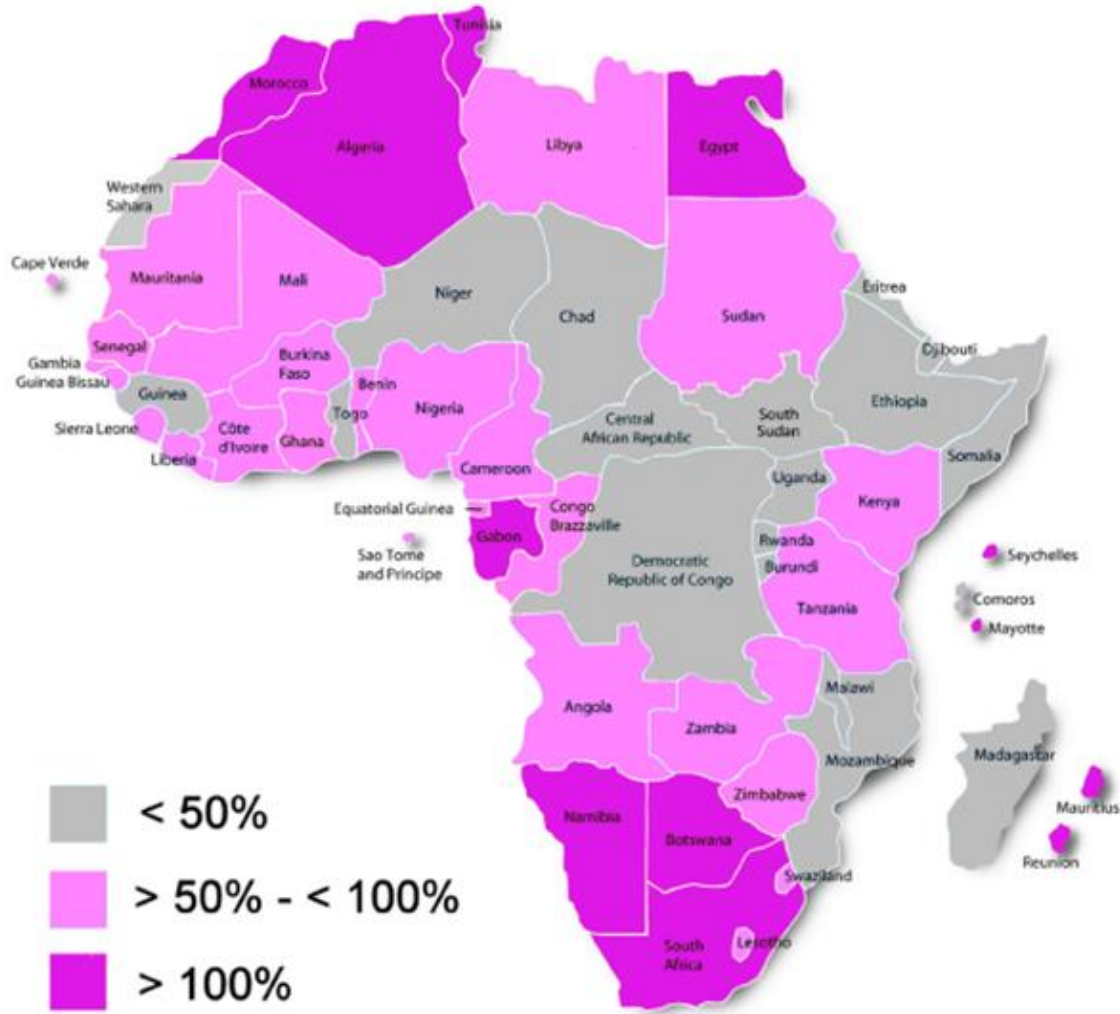 Tunisia
Morocco
Algeria
Libya
Egypt
Western
Sahara
Cape Verde
Mauritania
Mali
Niger
Chad
Sudan
Eritrea
Senegal
Gambia
Guinea Bissau
Burkina
Faso
Djibouti
Guinea
Benin
Nigeria
Togo
Ethiopia
Sierra Leone
Côte
d'Ivoire
Ghana
Central
African Republic
South
Sudan
Liberia
Somalia
Cameroon
Uganda
Kenya
Equatorial Guinea
Congo
Brazzaville
Gabon
Rwanda
Sao Tome
and Principe
Democratic
Republic of Congo
Burundi
Seychelles
Comoros
Tanzania
Mayotte
Malawi
Angola
Zambia
Mozambique
Madagastar
Zimbabwe
Mauritius
Namibia
Botswana
Reunion
Swaziland
South
Africa
Lesotho
< 50%
> 50% - < 100%
> 100%